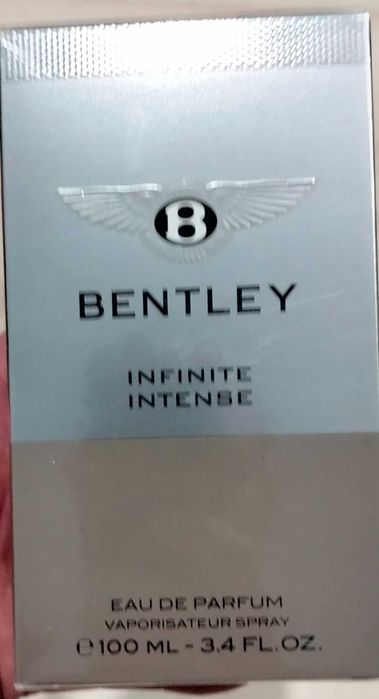 B
BENTLEY
INFINITE
INTENSE
EAU DE PARFUM
VAPORISATEUR SPRAY
℮100 ML - 3.4 FL.OZ.